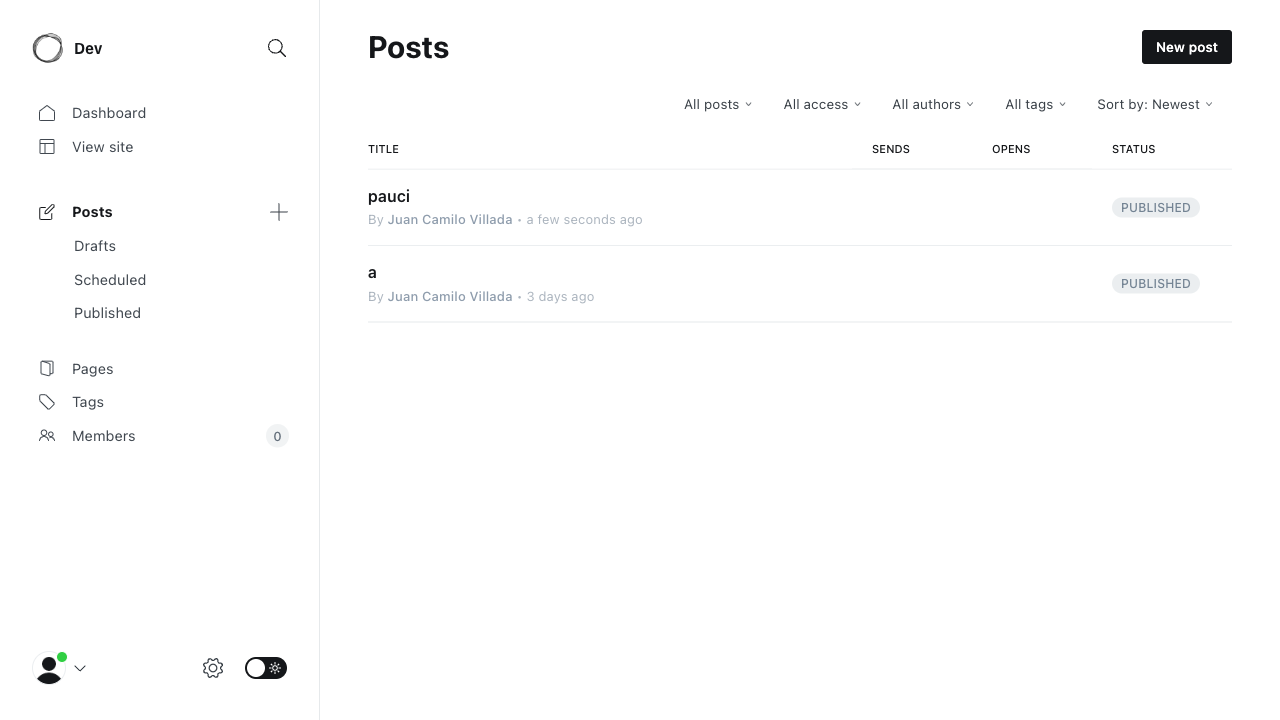 Dev
Dashboard
View site
Posts
Drafts
Scheduled
Published
Pages
Tags
Members 0
Posts
New post
All posts All access All authors All tags Sort by: Newest
TITLE SENDS OPENS STATUS
pauci
By Juan Camilo Villada • a few seconds ago
PUBLISHED
a
By Juan Camilo Villada • 3 days ago
PUBLISHED